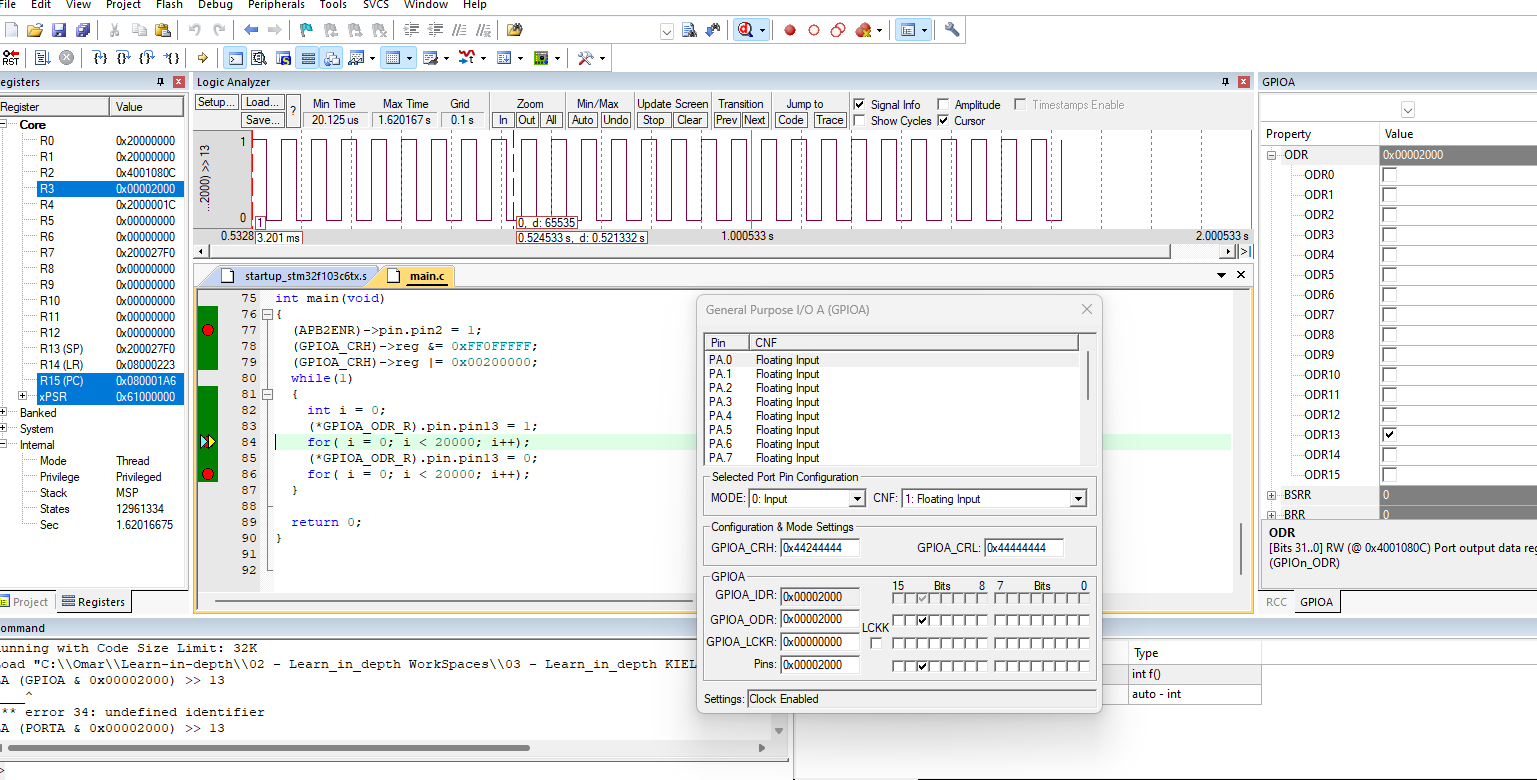 File Edit View Project Flash Debug Peripherals Tools SVCS Window Help
RST
egisters
Register Value
Core
R0 0x20000000
R1 0x20000000
R2 0x4001080C
R3 0x00002000
R4 0x2000001C
R5 0x00000000
R6 0x00000000
R7 0x200027F0
R8 0x00000000
R9 0x00000000
R10 0x00000000
R11 0x00000000
R12 0x00000000
R13 (SP) 0x200027F0
R14 (LR) 0x08000223
R15 (PC) 0x080001A6
xPSR 0x61000000
Banked
System
Internal
Mode Thread
Privilege Privileged
Stack MSP
States 12961334
Sec 1.62016675
Project Registers
Logic Analyzer
Setup... Load... Save... ?
Min Time Max Time Grid Zoom Min/Max Update Screen Transition Jump to
20.125 us 1.620167 s 0.1 s In Out All Auto Undo Stop Clear Prev Next Code Trace
Signal Info Amplitude Timestamps Enable
Show Cycles Cursor
...2000) >> 13
1
0
1 0, d: 65535
0.5328 3.201 ms 0.524533 s, d: 0.521332 s 1.000533 s 2.000533 s
startup_stm32f103c6tx.s main.c
75 int main(void)
76 {
77 (APB2ENR)->pin.pin2 = 1;
78 (GPIOA_CRH)->reg &= 0xFF0FFFFF;
79 (GPIOA_CRH)->reg |= 0x00200000;
80 while(1)
81 {
82 int i = 0;
83 (*GPIOA_ODR_R).pin.pin13 = 1;
84 for( i = 0; i < 20000; i++);
85 (*GPIOA_ODR_R).pin.pin13 = 0;
86 for( i = 0; i < 20000; i++);
87 }
88
89 return 0;
90 }
91
92
General Purpose I/O A (GPIOA)
Pin CNF
PA.0 Floating Input
PA.1 Floating Input
PA.2 Floating Input
PA.3 Floating Input
PA.4 Floating Input
PA.5 Floating Input
PA.6 Floating Input
PA.7 Floating Input
Selected Port Pin Configuration
MODE: 0: Input CNF: 1: Floating Input
Configuration & Mode Settings
GPIOA_CRH: 0x44244444 GPIOA_CRL: 0x44444444
GPIOA
15 Bits 8 7 Bits 0
GPIOA_IDR: 0x00002000
GPIOA_ODR: 0x00002000
LCKK
GPIOA_LCKR: 0x00000000
Pins: 0x00002000
Settings: Clock Enabled
GPIOA
Property Value
ODR 0x00002000
ODR0
ODR1
ODR2
ODR3
ODR4
ODR5
ODR6
ODR7
ODR8
ODR9
ODR10
ODR11
ODR12
ODR13
ODR14
ODR15
BSRR 0
BRR 0
ODR
[Bits 31..0] RW (@ 0x4001080C) Port output data reg
(GPIOn_ODR)
RCC GPIOA
ommand
unning with Code Size Limit: 32K
oad "C:\\Omar\\Learn-in-depth\\02 - Learn_in_depth WorkSpaces\\03 - Learn_in_depth KIEL
A (GPIOA & 0x00002000) >> 13
____^
** error 34: undefined identifier
A (PORTA & 0x00002000) >> 13
>
Type
int f()
auto - int